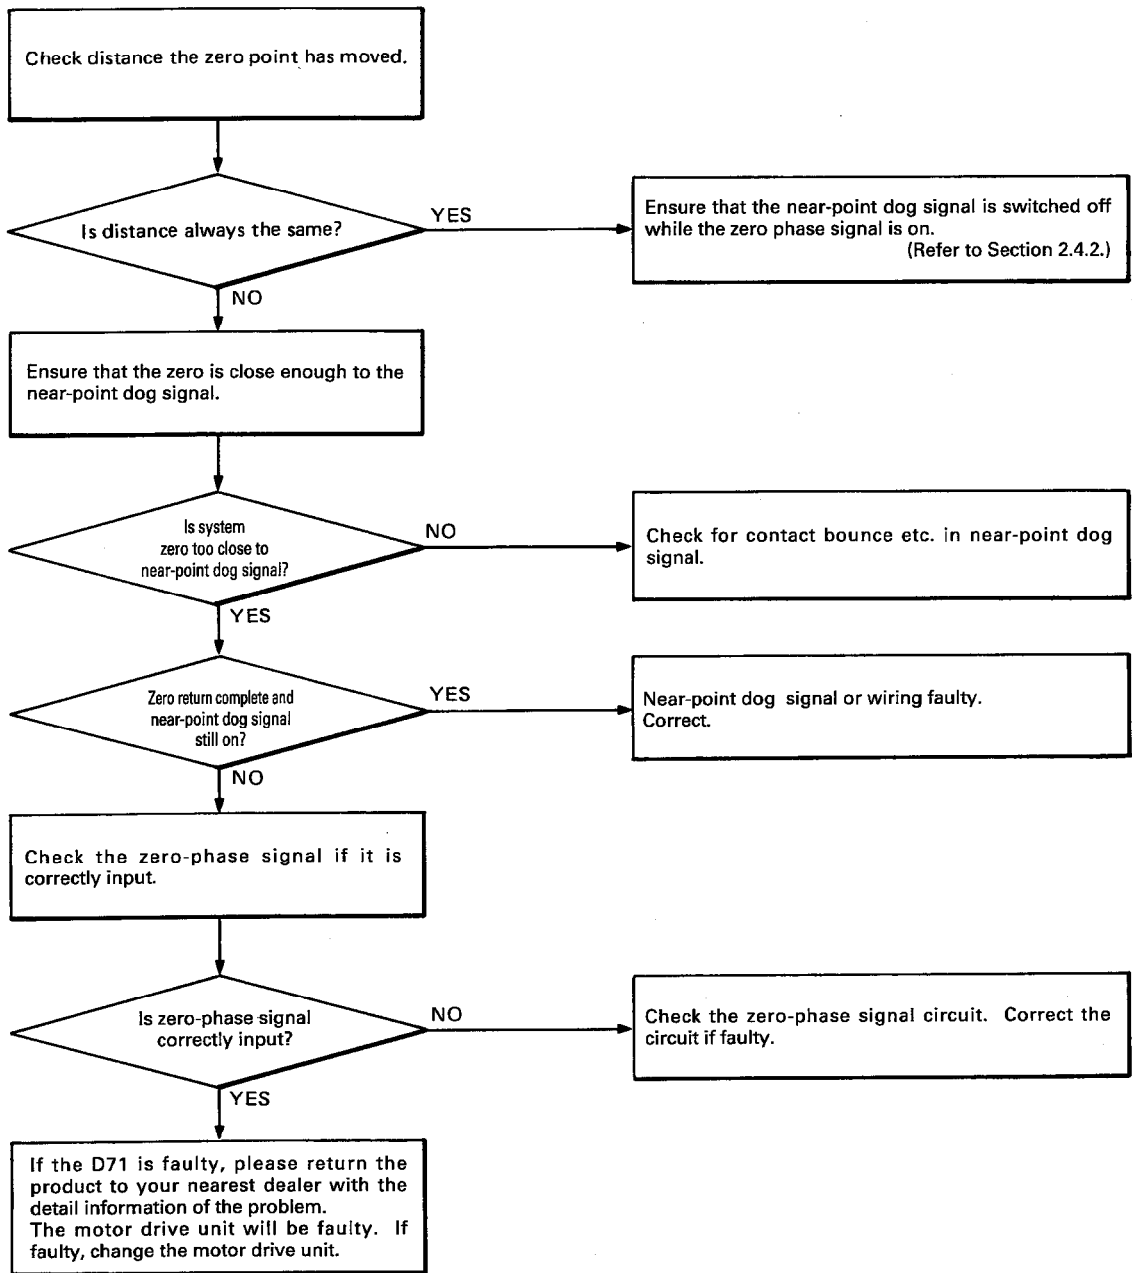 Check distance the zero point has moved.
Is distance always the same?
YES
Ensure that the near-point dog signal is switched off
while the zero phase signal is on.
(Refer to Section 2.4.2.)
NO
Ensure that the zero is close enough to the
near-point dog signal.
Is system
zero too close to
near-point dog signal?
NO
Check for contact bounce etc. in near-point dog
signal.
YES
Zero return complete and
near-point dog signal
still on?
YES
Near-point dog signal or wiring faulty.
Correct.
NO
Check the zero-phase signal if it is
correctly input.
Is zero-phase signal
correctly input?
NO
Check the zero-phase signal circuit. Correct the
circuit if faulty.
YES
If the D71 is faulty, please return the
product to your nearest dealer with the
detail information of the problem.
The motor drive unit will be faulty. If
faulty, change the motor drive unit.